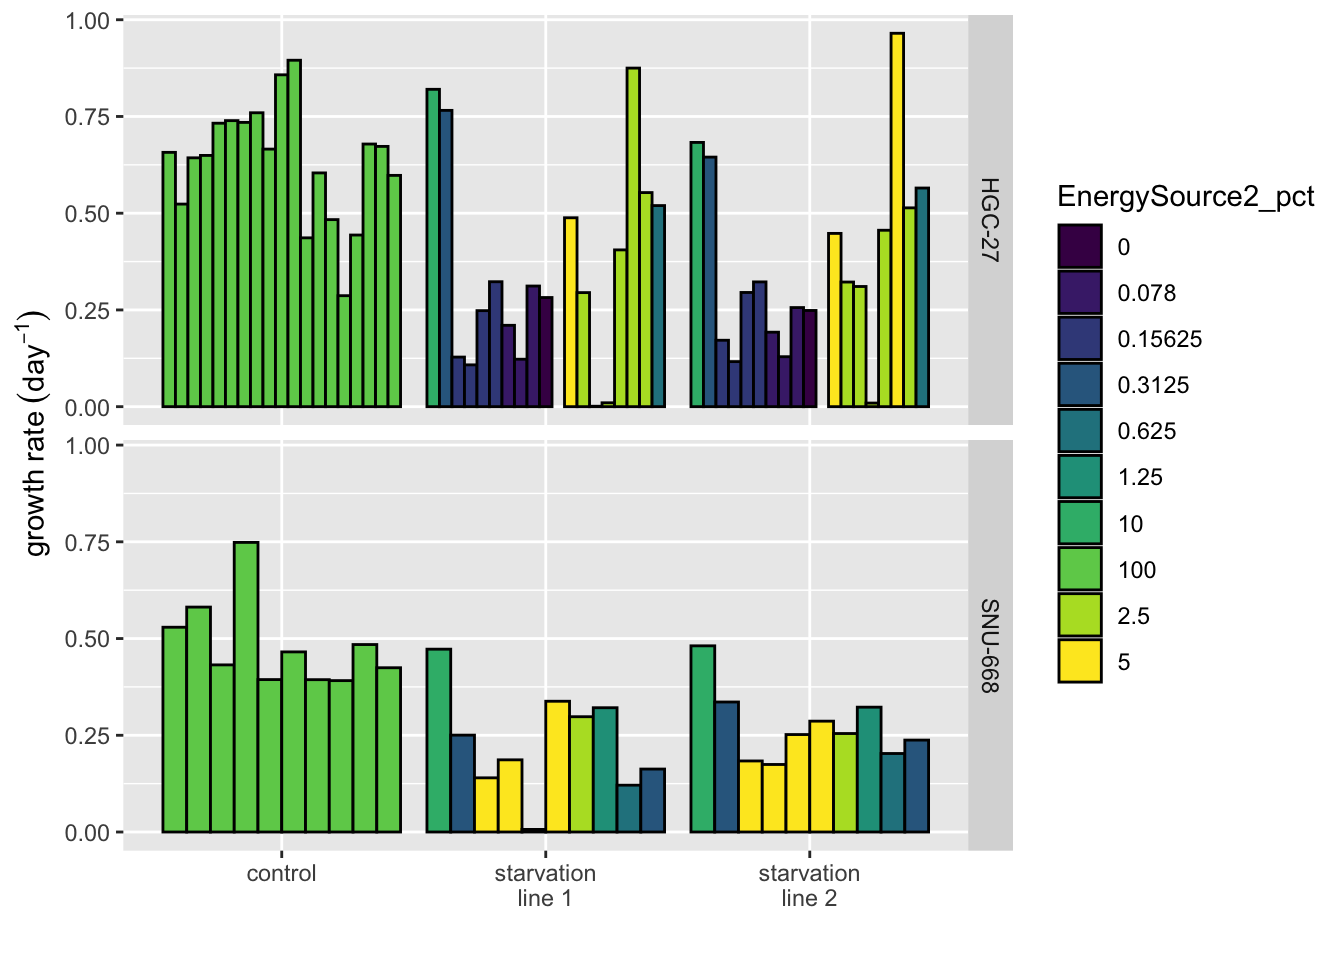 growth rate (day⁻¹)
1.00
0.75
0.50
0.25
0.00
HGC-27
1.00
0.75
0.50
0.25
0.00
SNU-668
control
starvation
line 1
starvation
line 2
EnergySource2_pct
0
0.078
0.15625
0.3125
0.625
1.25
10
100
2.5
5